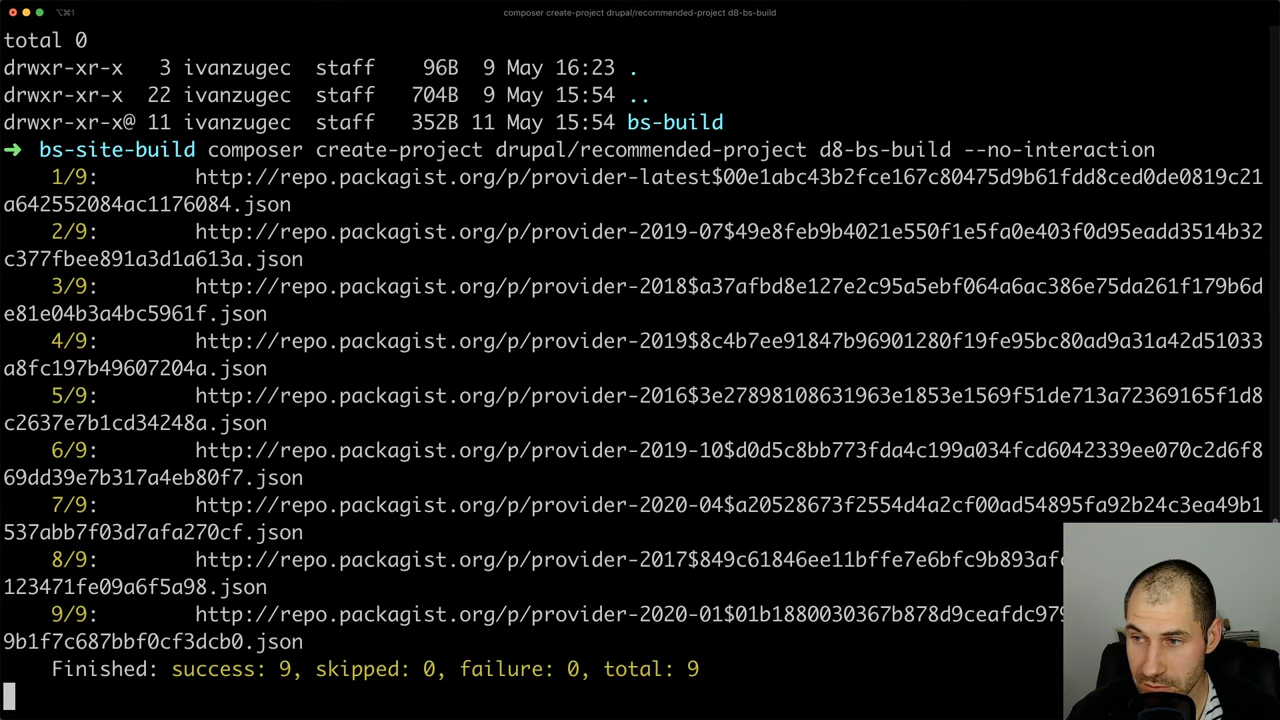 ⌥⌘1
composer create-project drupal/recommended-project d8-bs-build
total 0
drwxr-xr-x 3 ivanzugec staff 96B 9 May 16:23 .
drwxr-xr-x 22 ivanzugec staff 704B 9 May 15:54 ..
drwxr-xr-x@ 11 ivanzugec staff 352B 11 May 15:54 bs-build
➜ bs-site-build composer create-project drupal/recommended-project d8-bs-build --no-interaction
1/9: http://repo.packagist.org/p/provider-latest$00e1abc43b2fce167c80475d9b61fdd8ced0de0819c21
a642552084ac1176084.json
2/9: http://repo.packagist.org/p/provider-2019-07$49e8feb9b4021e550f1e5fa0e403f0d95eadd3514b32
c377fbee891a3d1a613a.json
3/9: http://repo.packagist.org/p/provider-2018$a37afbd8e127e2c95a5ebf064a6ac386e75da261f179b6d
e81e04b3a4bc5961f.json
4/9: http://repo.packagist.org/p/provider-2019$8c4b7ee91847b96901280f19fe95bc80ad9a31a42d51033
a8fc197b49607204a.json
5/9: http://repo.packagist.org/p/provider-2016$3e27898108631963e1853e1569f51de713a72369165f1d8
c2637e7b1cd34248a.json
6/9: http://repo.packagist.org/p/provider-2019-10$d0d5c8bb773fda4c199a034fcd6042339ee070c2d6f8
69dd39e7b317a4eb80f7.json
7/9: http://repo.packagist.org/p/provider-2020-04$a20528673f2554d4a2cf00ad54895fa92b24c3ea49b1
537abb7f03d7afa270cf.json
8/9: http://repo.packagist.org/p/provider-2017$849c61846ee11bffe7e6bfc9b893af
123471fe09a6f5a98.json
9/9: http://repo.packagist.org/p/provider-2020-01$01b1880030367b878d9ceafdc979
9b1f7c687bbf0cf3dcb0.json
Finished: success: 9, skipped: 0, failure: 0, total: 9